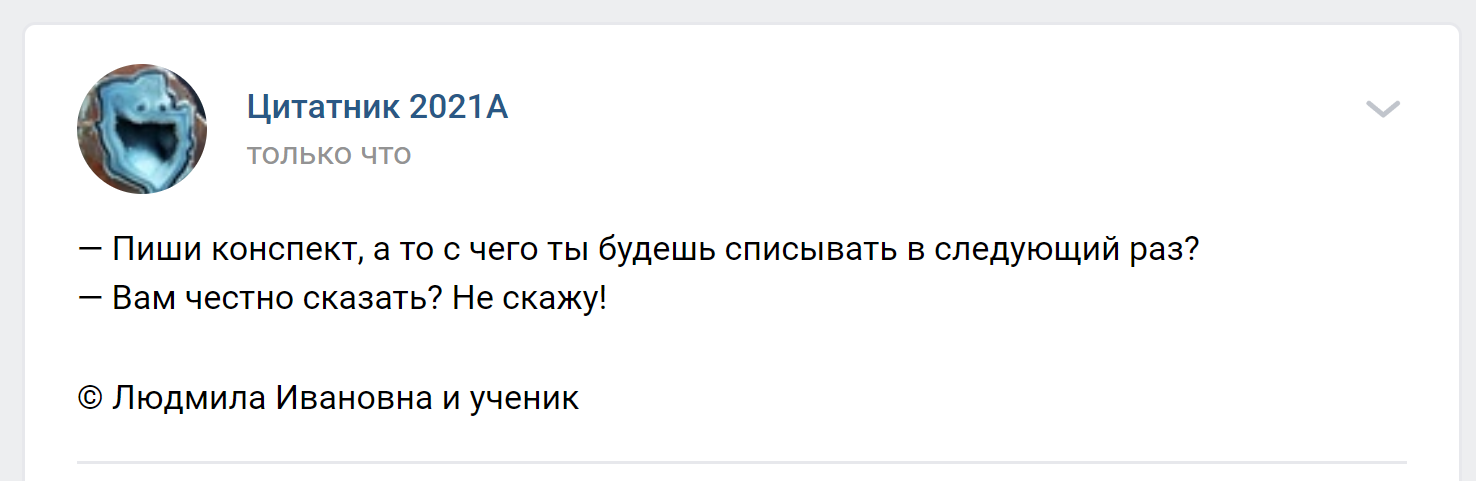 Цитатник 2021А
только что
— Пиши конспект, а то с чего ты будешь списывать в следующий раз?
— Вам честно сказать? Не скажу!
© Людмила Ивановна и ученик